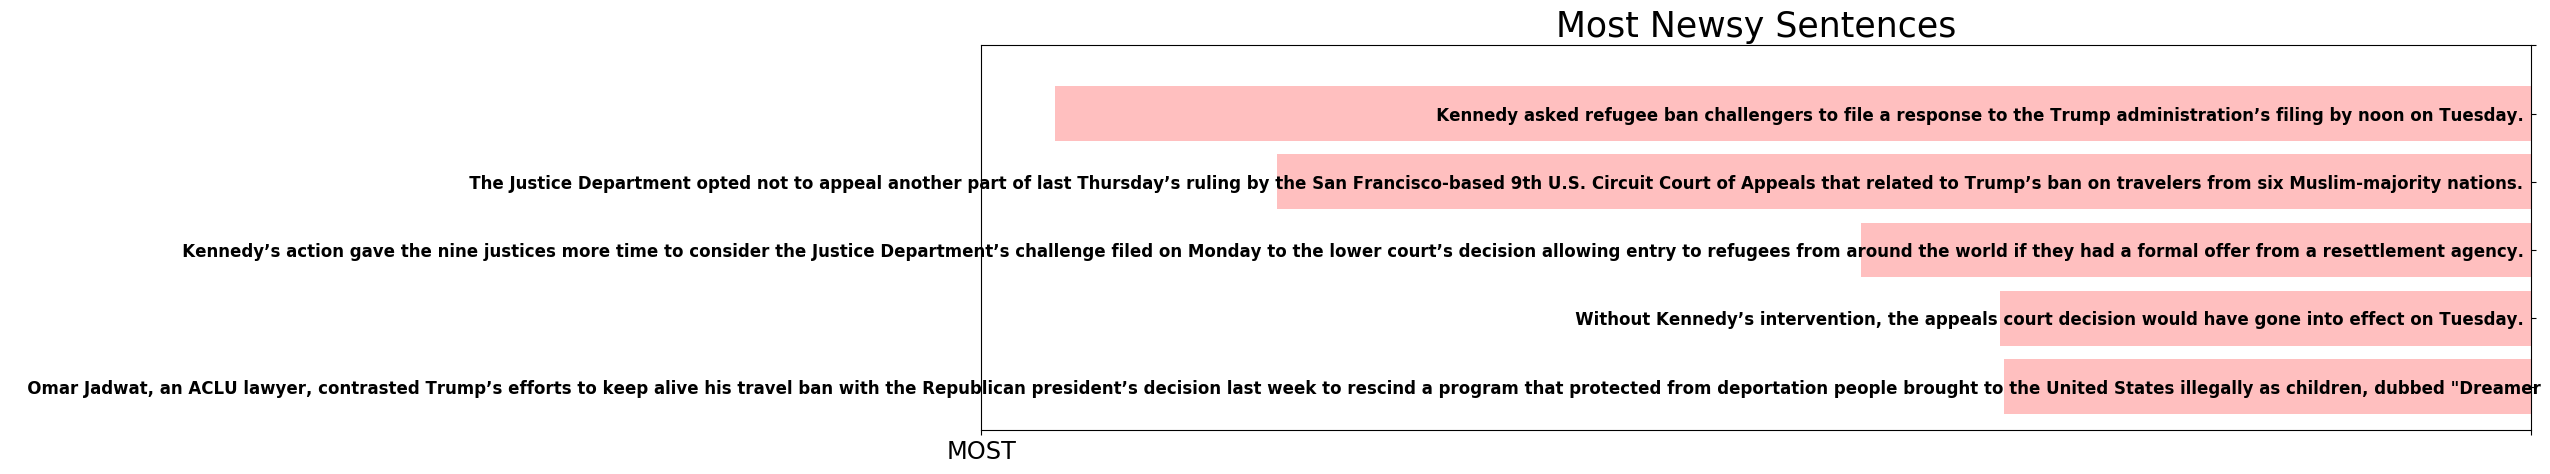 Most Newsy Sentences
Kennedy asked refugee ban challengers to file a response to the Trump administration’s filing by noon on Tuesday.
The Justice Department opted not to appeal another part of last Thursday’s ruling by the San Francisco-based 9th U.S. Circuit Court of Appeals that related to Trump’s ban on travelers from six Muslim-majority nations.
Kennedy’s action gave the nine justices more time to consider the Justice Department’s challenge filed on Monday to the lower court’s decision allowing entry to refugees from around the world if they had a formal offer from a resettlement agency.
Without Kennedy’s intervention, the appeals court decision would have gone into effect on Tuesday.
Omar Jadwat, an ACLU lawyer, contrasted Trump’s efforts to keep alive his travel ban with the Republican president’s decision last week to rescind a program that protected from deportation people brought to the United States illegally as children, dubbed "Dreamer
MOST